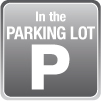 In the
PARKING LOT
P